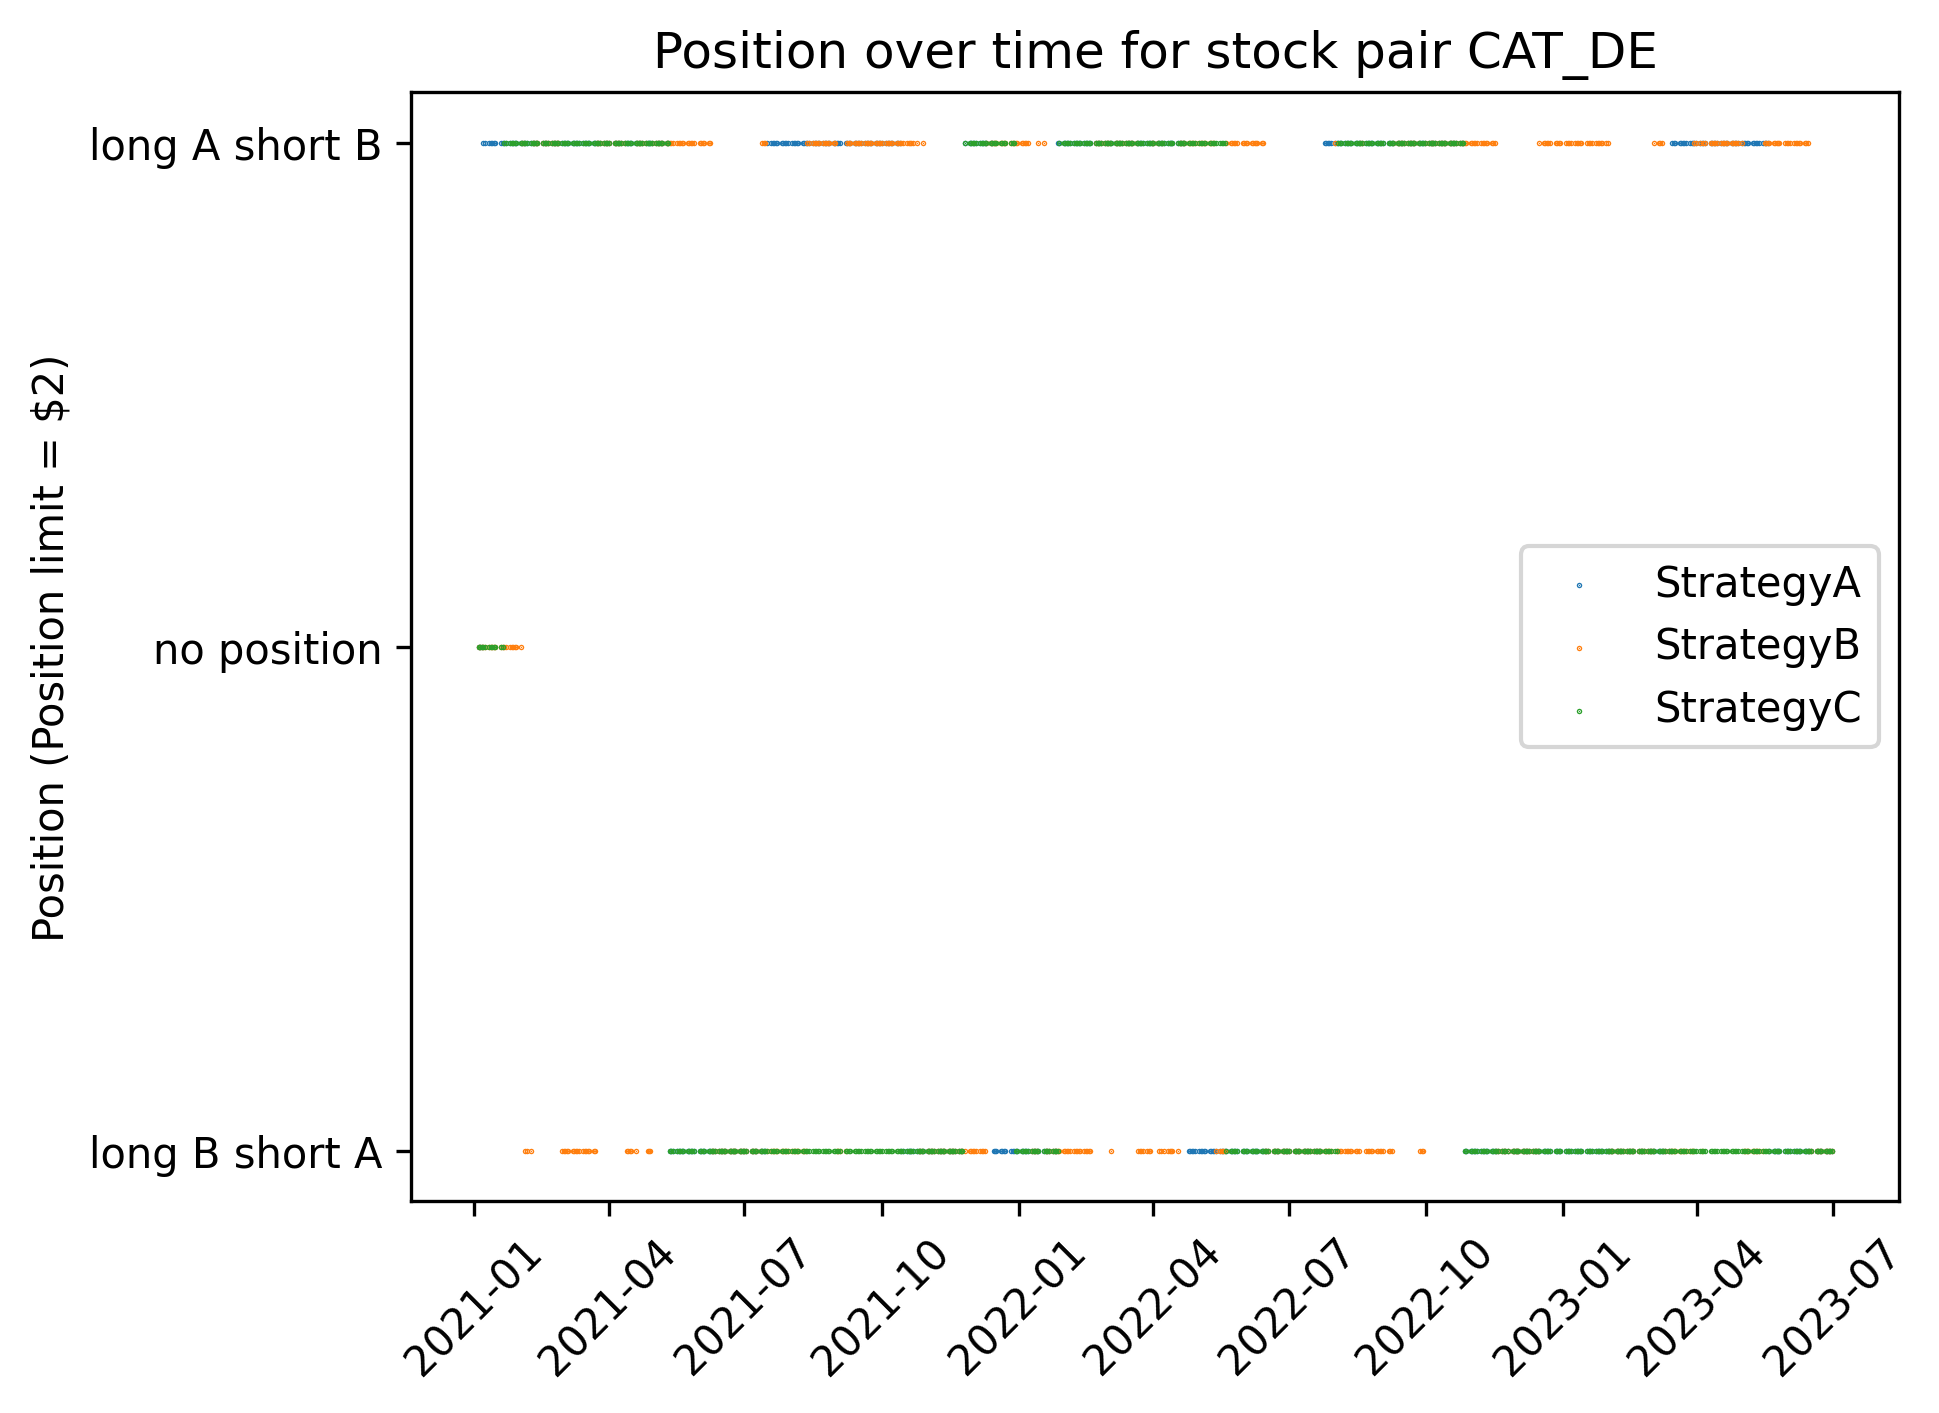 Position over time for stock pair CAT_DE
long A short B
no position
long B short A
Position (Position limit = $2)
StrategyA
StrategyB
StrategyC
2021-01
2021-04
2021-07
2021-10
2022-01
2022-04
2022-07
2022-10
2023-01
2023-04
2023-07